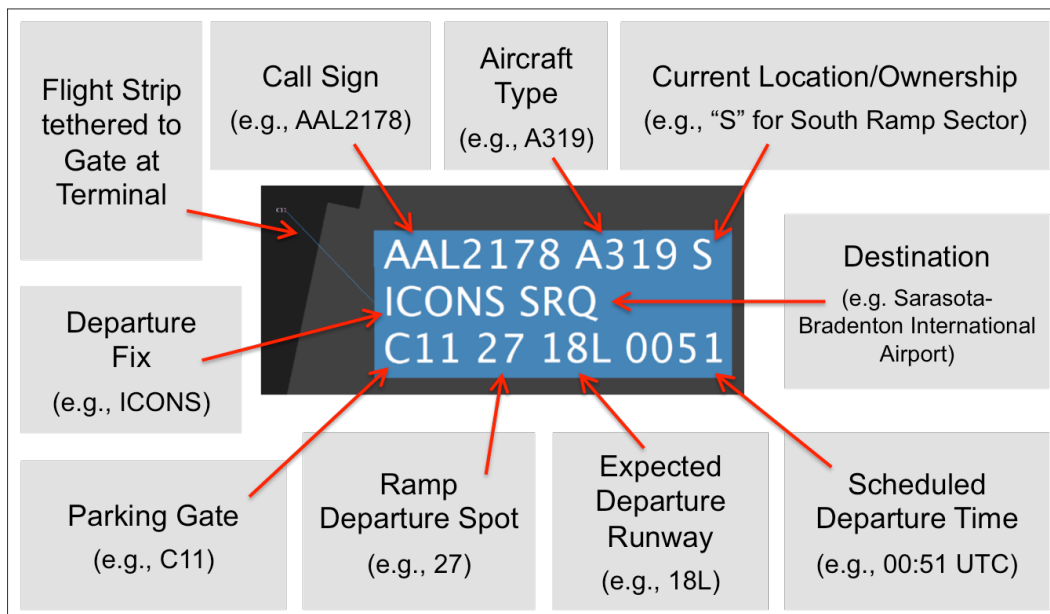 Flight Strip
tethered to
Gate at
Terminal
Call Sign
(e.g., AAL2178)
Aircraft
Type
(e.g., A319)
Current Location/Ownership
(e.g., “S” for South Ramp Sector)
AAL2178 A319 S
ICONS SRQ
C11 27 18L 0051
Departure
Fix
(e.g., ICONS)
Destination
(e.g. Sarasota-
Bradenton International
Airport)
Parking Gate
(e.g., C11)
Ramp
Departure Spot
(e.g., 27)
Expected
Departure
Runway
(e.g., 18L)
Scheduled
Departure Time
(e.g., 00:51 UTC)